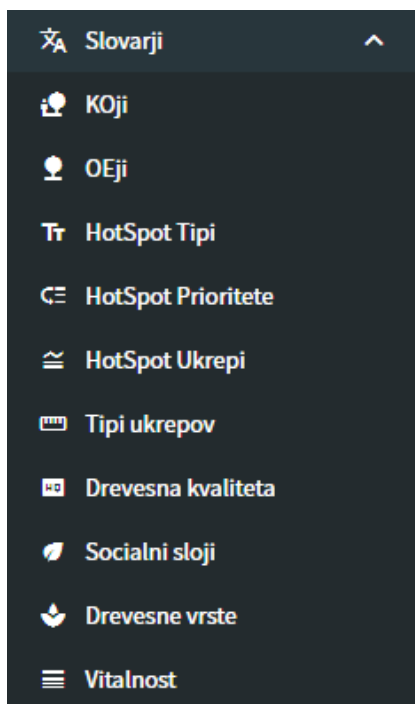 Slovarji
KOji
OEji
HotSpot Tipi
HotSpot Prioritete
HotSpot Ukrepi
Tipi ukrepov
Drevesna kvaliteta
Socialni sloji
Drevesne vrste
Vitalnost